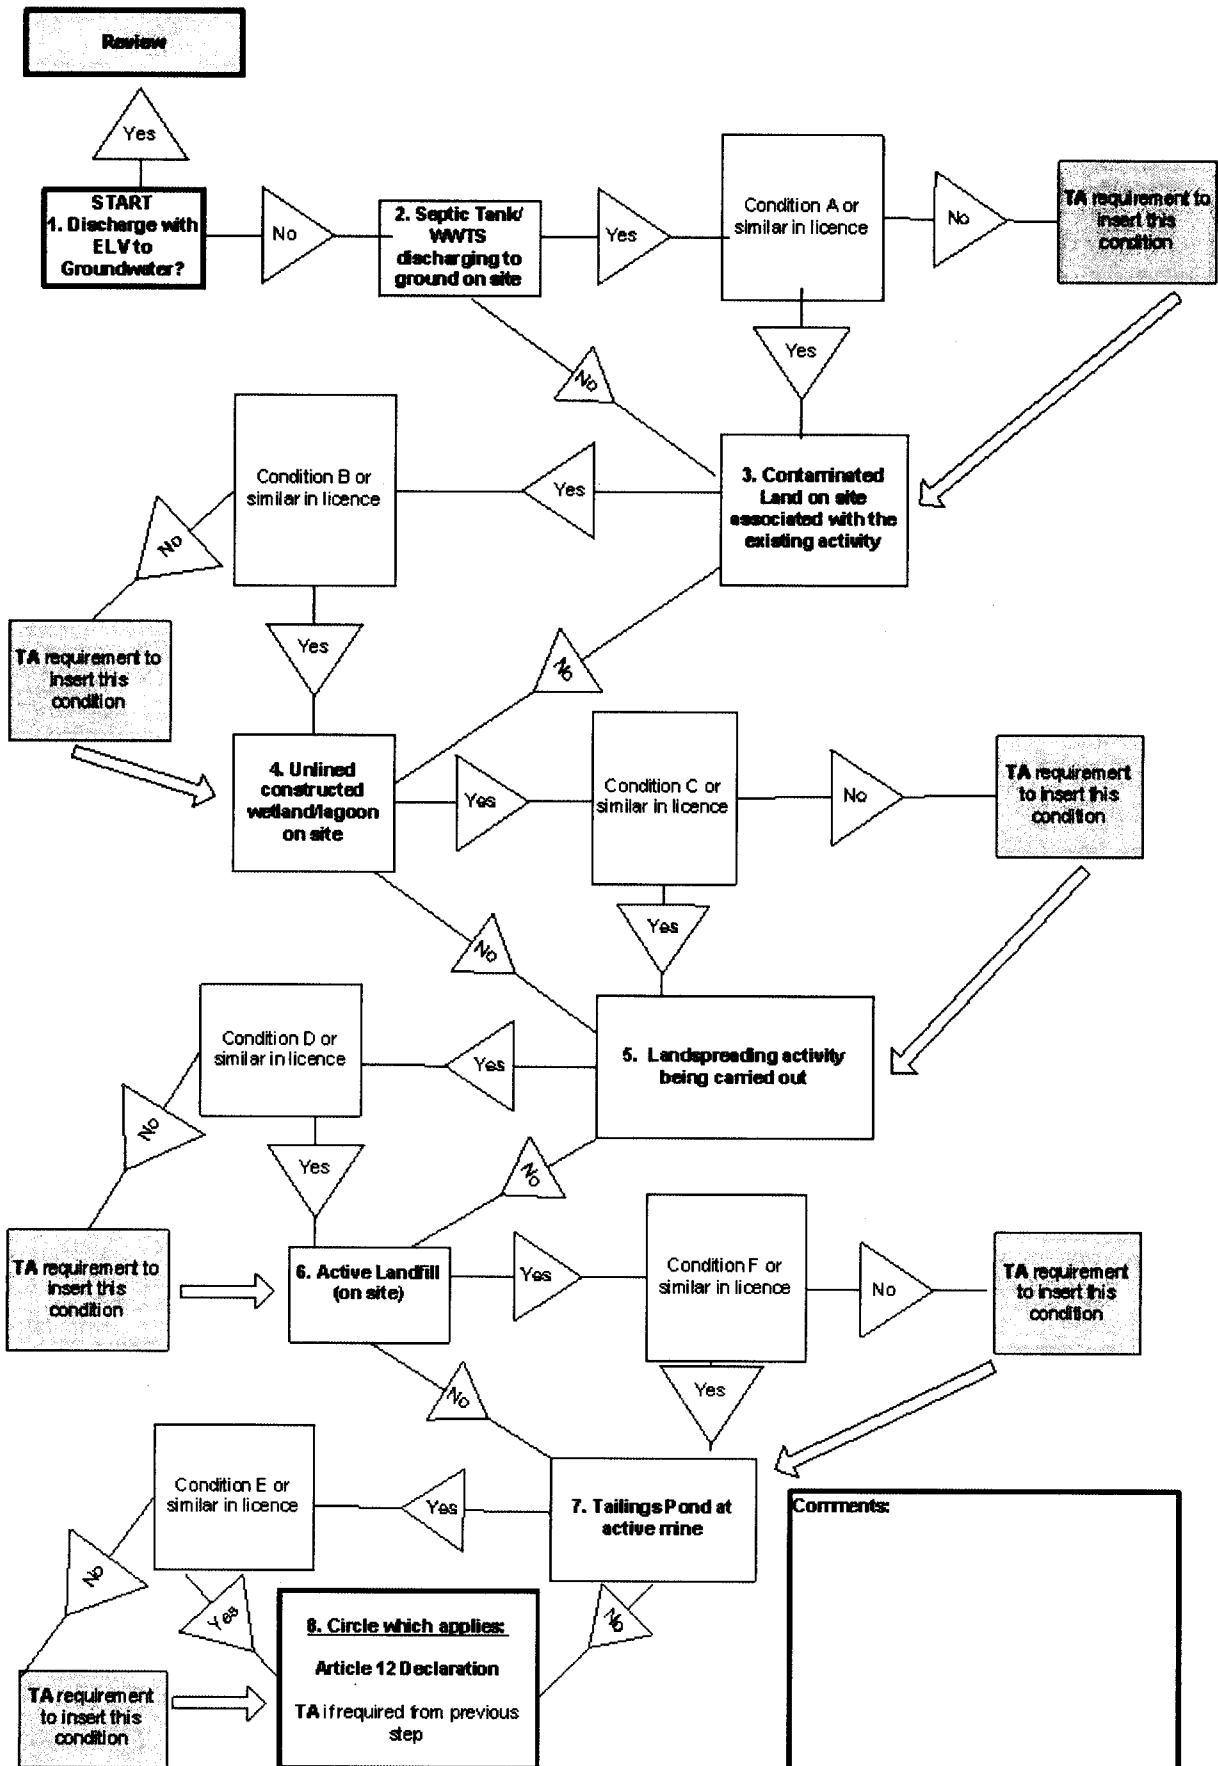 Review
Yes
START
1. Discharge with
ELV to
Groundwater?
No
2. Septic Tank/
WWTS
discharging to
ground on site
Yes
Condition A or
similar in licence
No
TA requirement to
insert this
condition
Yes
No
3. Contaminated
Land on site
associated with the
existing activity
Yes
Condition B or
similar in licence
No
TA requirement to
insert this
condition
Yes
No
4. Unlined
constructed
wetland/lagoon
on site
Yes
Condition C or
similar in licence
No
TA requirement
to insert this
condition
Yes
No
5. Landspreading activity
being carried out
Yes
Condition D or
similar in licence
No
TA requirement to
insert this
condition
Yes
No
6. Active Landfill
(on site)
Yes
Condition F or
similar in licence
No
TA requirement
to insert this
condition
Yes
No
7. Tailings Pond at
active mine
Yes
Condition E or
similar in licence
No
TA requirement
to insert this
condition
Yes
No
8. Circle which applies:
Article 12 Declaration
TA if required from previous
step
Comments: